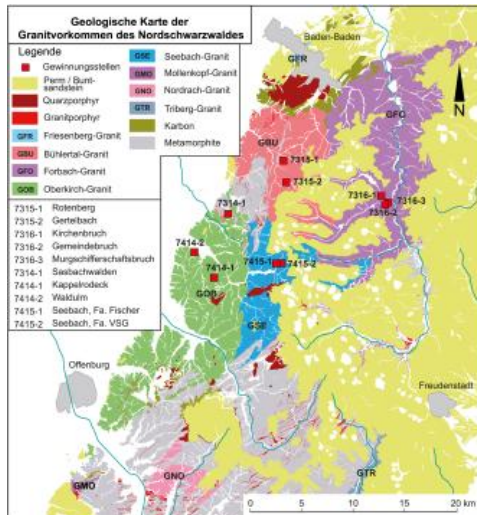 Geologische Karte der
Granitvorkommen des Nordschwarzwaldes
Legende
Gewinnungsstellen
Perm / Bunt-
sandstein
Quarzporphyr
Granitporphyr
GFR Friesenberg-Granit
GBU Bühlertal-Granit
GFO Forbach-Granit
GOB Oberkirch-Granit
GSE Seebach-Granit
GMO Mollenkopf-Granit
GNO Nordrach-Granit
GTR Triberg-Granit
Karbon
Metamorphite
7315-1 Rotenberg
7315-2 Gertelbach
7316-1 Kirchenbruch
7316-2 Gemeindebruch
7316-3 Murgschifferschaftsbruch
7314-1 Sasbachwalden
7414-1 Kappelrodeck
7414-2 Waldulm
7415-1 Seebach, Fa. Fischer
7415-2 Seebach, Fa. VSG
Baden-Baden
GFR
N
GFO
GBU
7315-1
7315-2
7316-1
7316-3
7316-2
7314-1
7414-2
7415-1
7415-2
7414-1
GOB
GSE
Offenburg
Freudenstadt
GMO
GNO
GTR
0 5 10 15 20 km